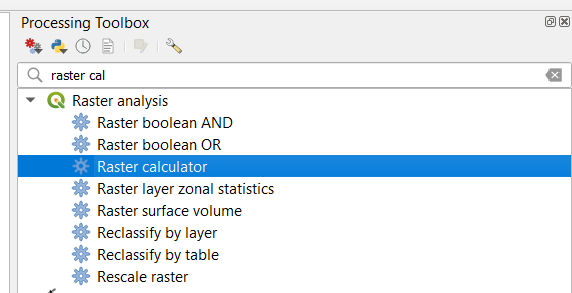 Processing Toolbox
raster cal
Raster analysis
Raster boolean AND
Raster boolean OR
Raster calculator
Raster layer zonal statistics
Raster surface volume
Reclassify by layer
Reclassify by table
Rescale raster